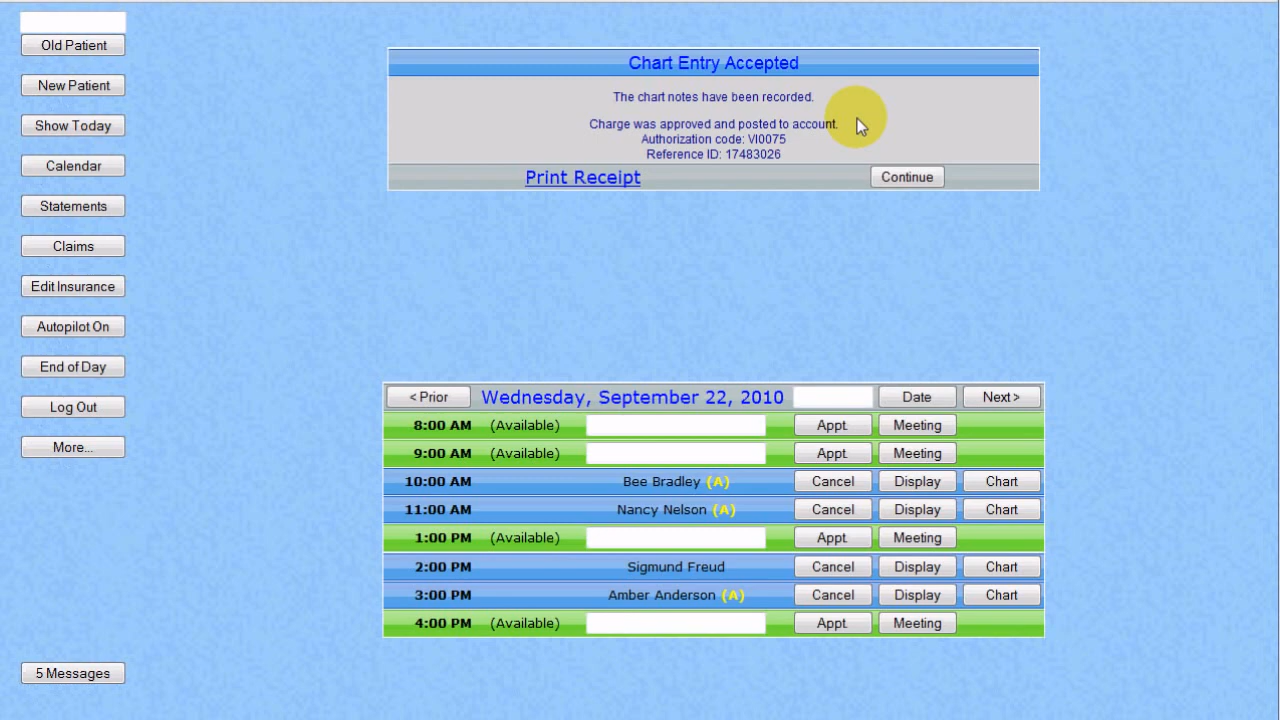 Old Patient
New Patient
Show Today
Calendar
Statements
Claims
Edit Insurance
Autopilot On
End of Day
Log Out
More...
5 Messages
Chart Entry Accepted
The chart notes have been recorded.
Charge was approved and posted to account.
Authorization code: VI0075
Reference ID: 17483026
Print Receipt Continue
< Prior Wednesday, September 22, 2010 Date Next >
8:00 AM (Available) Appt. Meeting
9:00 AM (Available) Appt. Meeting
10:00 AM Bee Bradley (A) Cancel Display Chart
11:00 AM Nancy Nelson (A) Cancel Display Chart
1:00 PM (Available) Appt. Meeting
2:00 PM Sigmund Freud Cancel Display Chart
3:00 PM Amber Anderson (A) Cancel Display Chart
4:00 PM (Available) Appt. Meeting